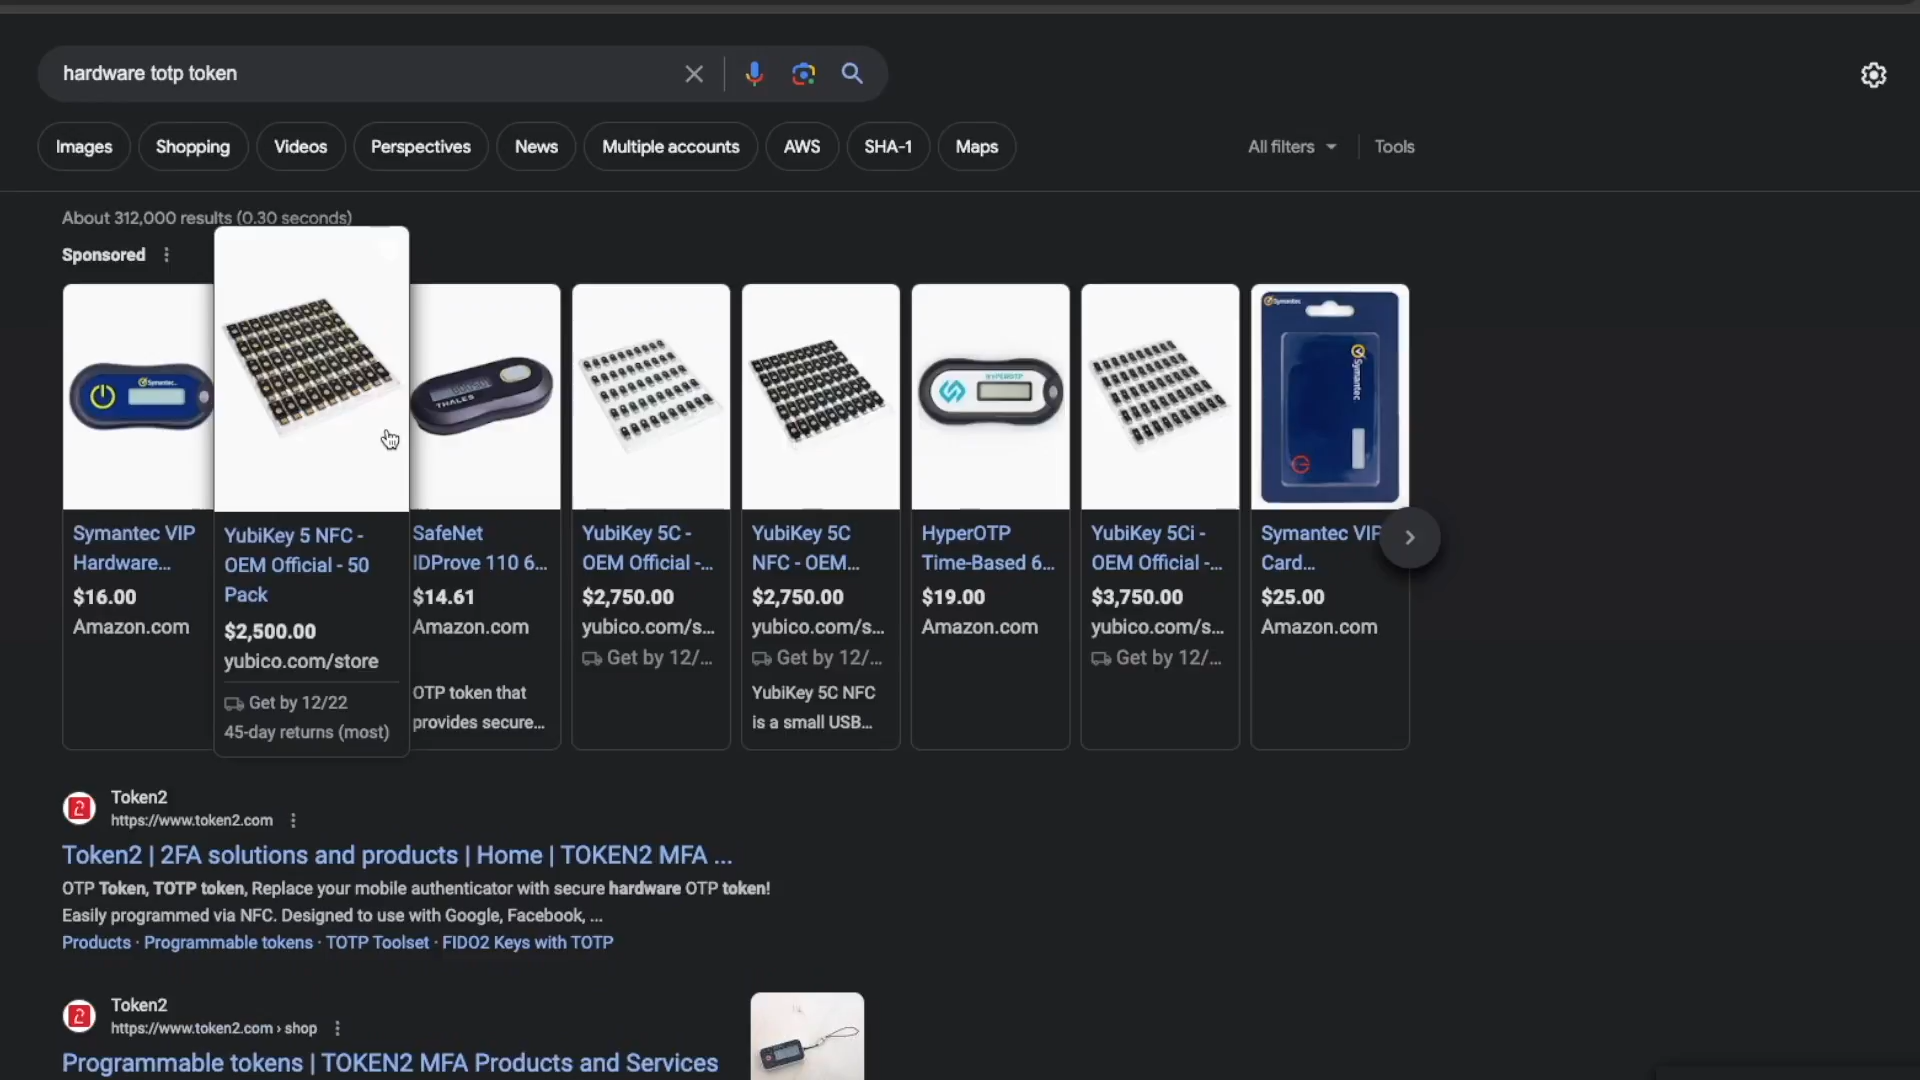 hardware totp token
Images
Shopping
Videos
Perspectives
News
Multiple accounts
AWS
SHA-1
Maps
All filters
Tools
About 312,000 results (0.30 seconds)
Sponsored
Symantec VIP
Hardware...
$16.00
Amazon.com
YubiKey 5 NFC -
OEM Official - 50
Pack
$2,500.00
yubico.com/store
Get by 12/22
45-day returns (most)
THALES
SafeNet
IDProve 110 6...
$14.61
Amazon.com
OTP token that
provides secure...
YubiKey 5C -
OEM Official -...
$2,750.00
yubico.com/s...
Get by 12/...
YubiKey 5C
NFC - OEM...
$2,750.00
yubico.com/s...
Get by 12/...
YubiKey 5C NFC
is a small USB...
HYPEROTP
HyperOTP
Time-Based 6...
$19.00
Amazon.com
YubiKey 5Ci -
OEM Official -...
$3,750.00
yubico.com/s...
Get by 12/...
Symantec
Symantec VIP
Card...
$25.00
Amazon.com
Token2
https://www.token2.com
Token2 | 2FA solutions and products | Home | TOKEN2 MFA ...
OTP Token, TOTP token, Replace your mobile authenticator with secure hardware OTP token!
Easily programmed via NFC. Designed to use with Google, Facebook, ...
Products · Programmable tokens · TOTP Toolset · FIDO2 Keys with TOTP
Token2
https://www.token2.com › shop
Programmable tokens | TOKEN2 MFA Products and Services